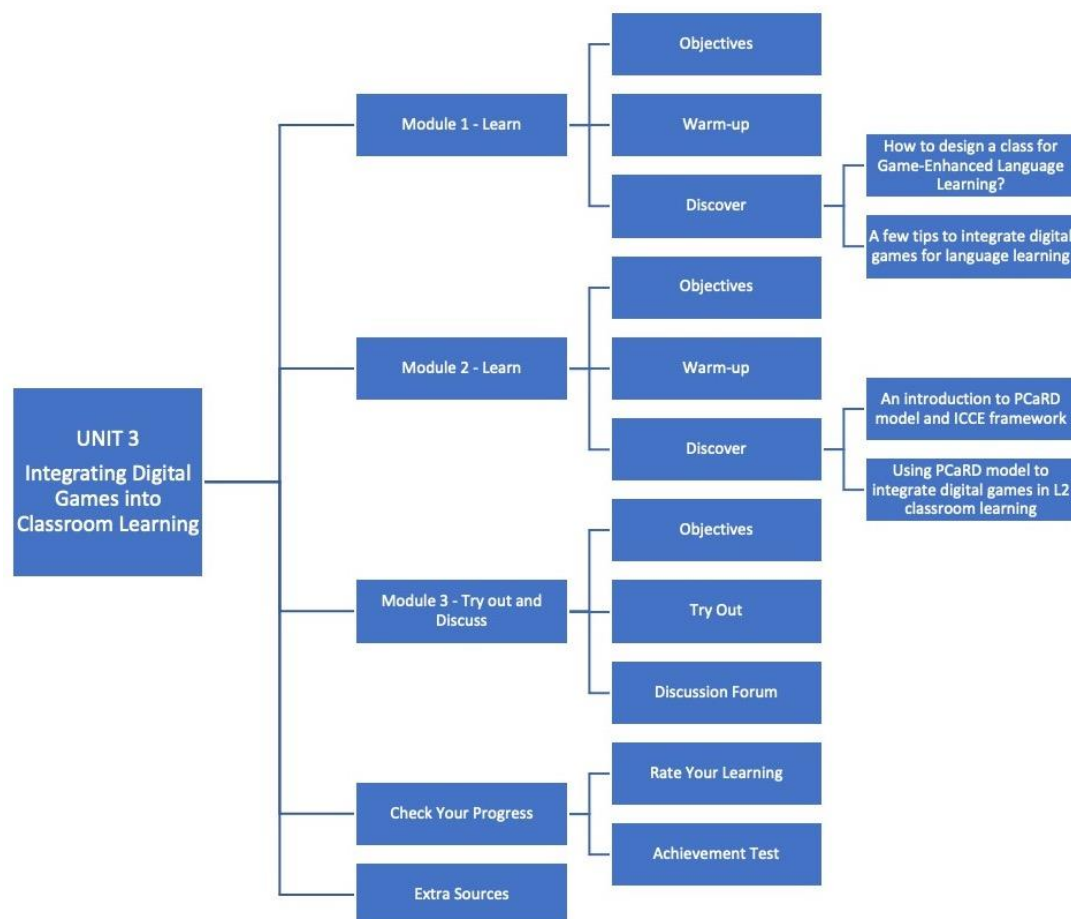 UNIT 3
Integrating Digital
Games into
Classroom Learning
Module 1 - Learn
Objectives
Warm-up
Discover
How to design a class for
Game-Enhanced Language
Learning?
A few tips to integrate digital
games for language learning
Module 2 - Learn
Objectives
Warm-up
Discover
An introduction to PCaRD
model and ICCE framework
Using PCaRD model to
integrate digital games in L2
classroom learning
Module 3 - Try out and
Discuss
Objectives
Try Out
Discussion Forum
Check Your Progress
Rate Your Learning
Achievement Test
Extra Sources